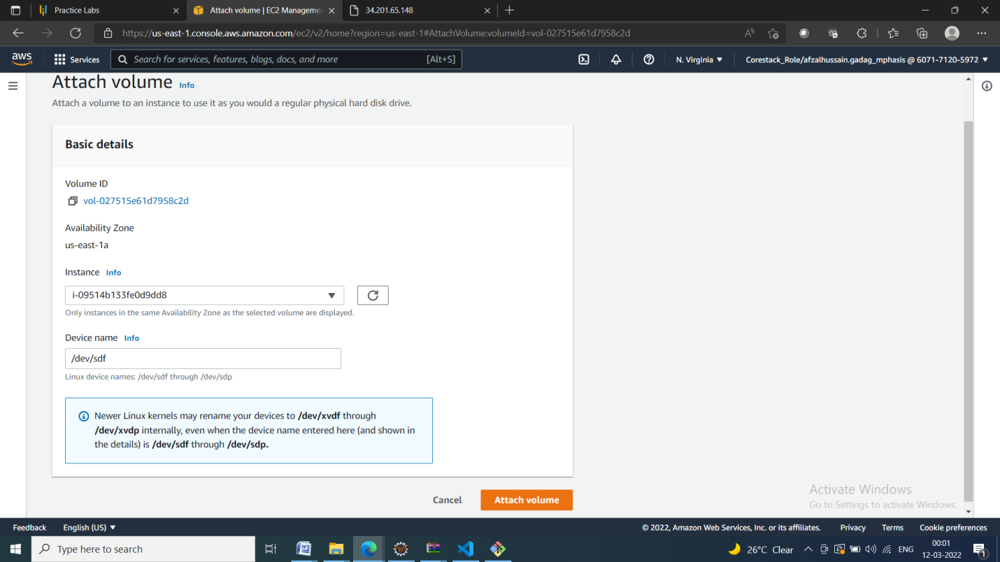 Practice Labs
Attach volume | EC2 Manageme
34.201.65.148
https://us-east-1.console.aws.amazon.com/ec2/v2/home?region=us-east-1#AttachVolume:volumeId=vol-027515e61d7958c2d
aws
Services
Search for services, features, blogs, docs, and more
[Alt+S]
N. Virginia ▼
Corestack_Role/afzalhussain.gadag_mphasis @ 6071-7120-5972 ▼
Attach volume Info
Attach a volume to an instance to use it as you would a regular physical hard disk drive.
Basic details
Volume ID
vol-027515e61d7958c2d
Availability Zone
us-east-1a
Instance Info
i-09514b133fe0d9dd8
Only instances in the same Availability Zone as the selected volume are displayed.
Device name Info
/dev/sdf
Linux device names: /dev/sdf through /dev/sdp
Newer Linux kernels may rename your devices to /dev/xvdf through
/dev/xvdp internally, even when the device name entered here (and shown in
the details) is /dev/sdf through /dev/sdp.
Cancel
Attach volume
Activate Windows
Go to Settings to activate Windows.
Feedback
English (US) ▼
© 2022, Amazon Web Services, Inc. or its affiliates.
Privacy
Terms
Cookie preferences
Type here to search
26°C Clear
ENG
00:01
12-03-2022
1